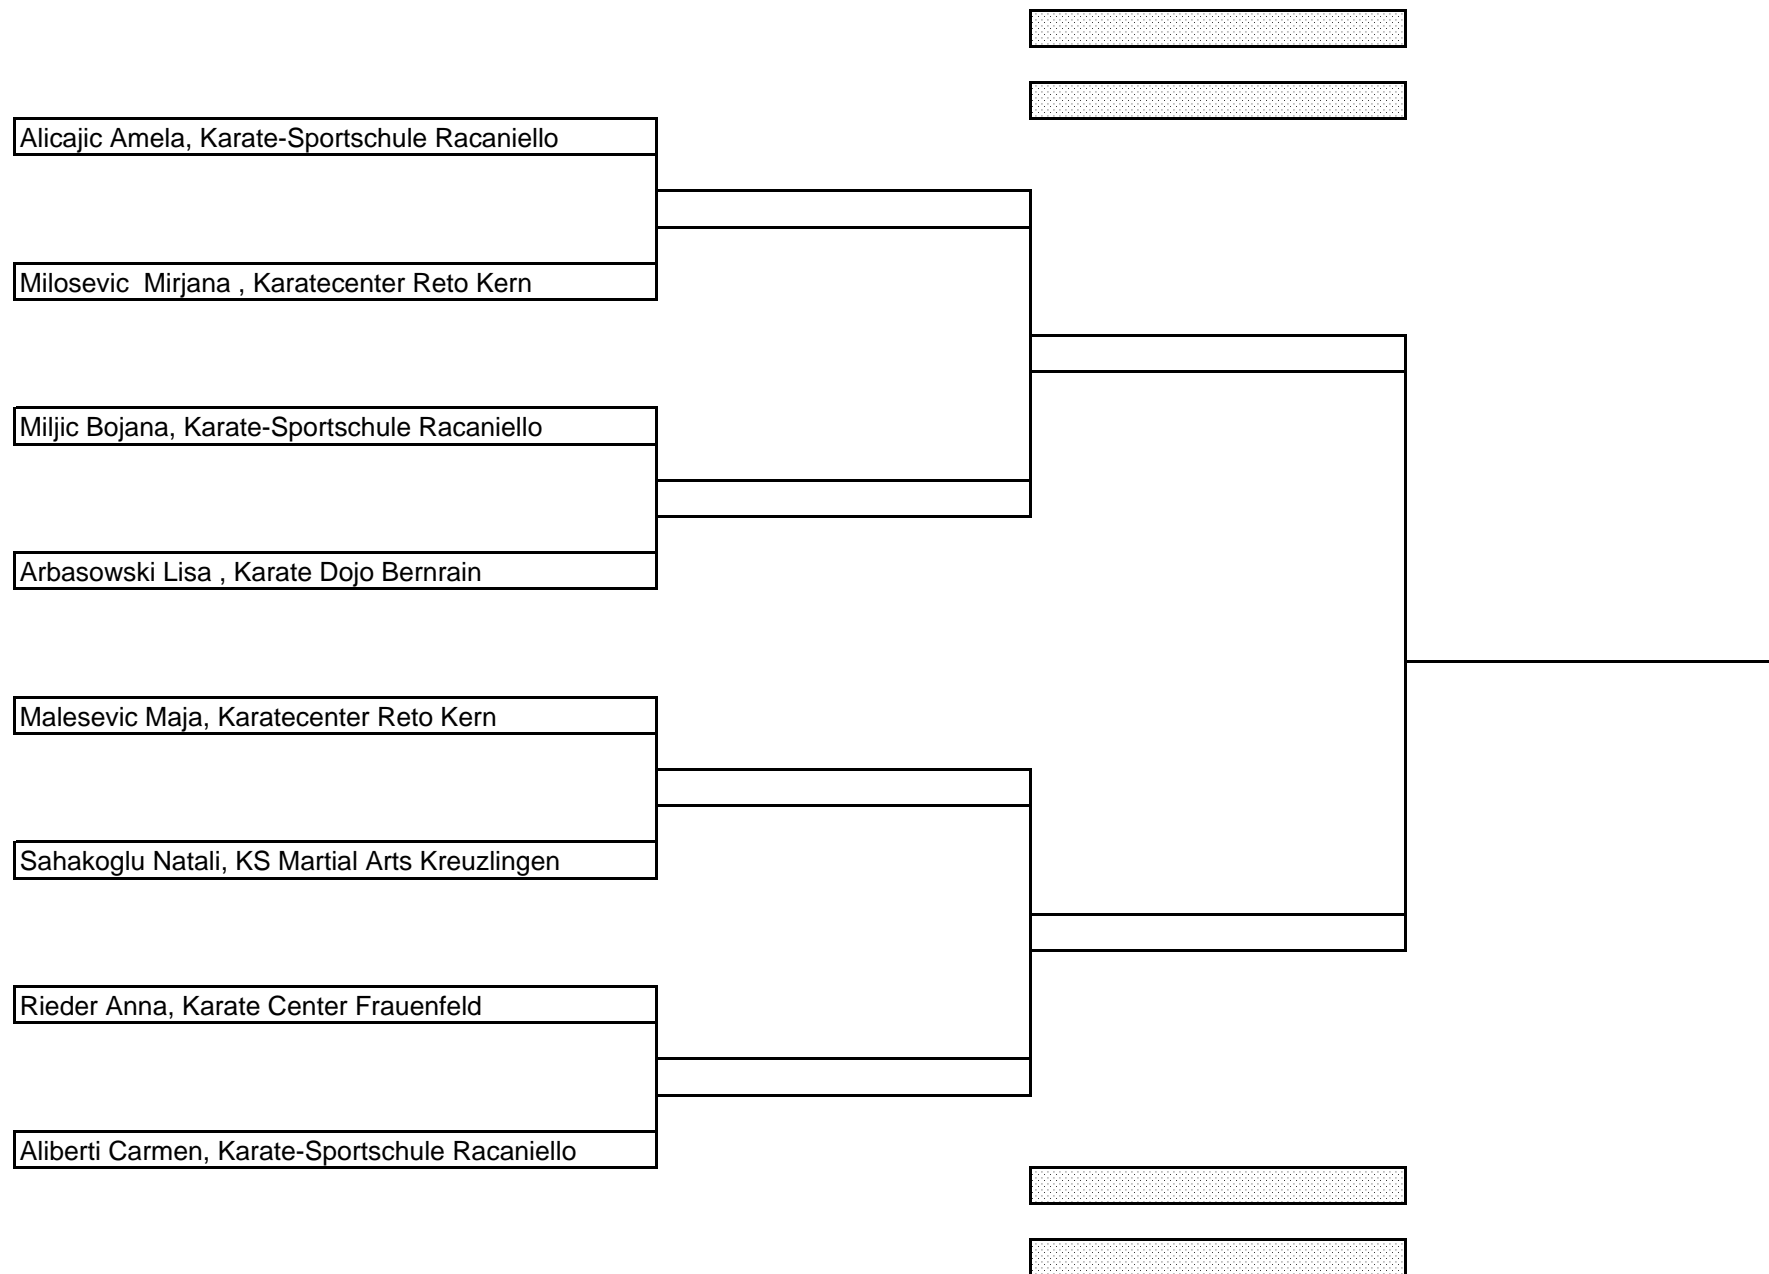 Alicajic Amela, Karate-Sportschule Racaniello
Milosevic  Mirjana , Karatecenter Reto Kern
Miljic Bojana, Karate-Sportschule Racaniello
Arbasowski Lisa , Karate Dojo Bernrain
Malesevic Maja, Karatecenter Reto Kern
Sahakoglu Natali, KS Martial Arts Kreuzlingen
Rieder Anna, Karate Center Frauenfeld
Aliberti Carmen, Karate-Sportschule Racaniello